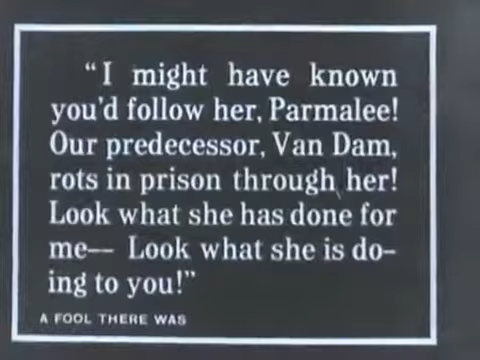 “I might have known
you’d follow her, Parmalee!
Our predecessor, Van Dam,
rots in prison through her!
Look what she has done for
me— Look what she is do-
ing to you!”
A FOOL THERE WAS